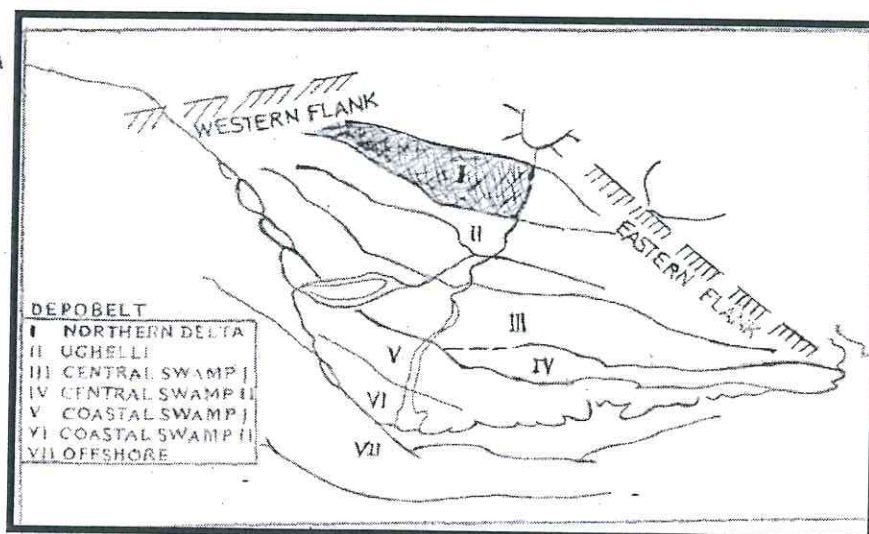 WESTERN FLANK
I
II
EASTERN FLANK
III
IV
V
VI
VII
DEPOBELT
I NORTHERN DELTA
II UGHELLI
III CENTRAL SWAMP I
IV CENTRAL SWAMP II
V COASTAL SWAMP I
VI COASTAL SWAMP II
VII OFFSHORE